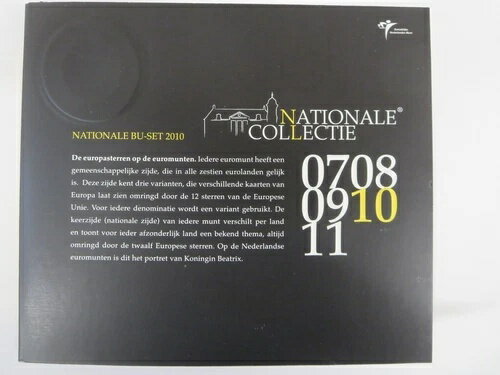 Koninklijke
Nederlandse Munt
NATIONALE®
COLLECTIE
NATIONALE BU-SET 2010
De europasterren op de euromunten. Iedere euromunt heeft een
gemeenschappelijke zijde, die in alle zestien eurolanden gelijk
is. Deze zijde kent drie varianten, die verschillende kaarten van
Europa laat zien omringd door de 12 sterren van de Europese
Unie. Voor iedere denominatie wordt een variant gebruikt. De
keerzijde (nationale zijde) van iedere munt verschilt per land
en toont voor ieder afzonderlijk land een bekend thema, altijd
omringd door de twaalf Europese sterren. Op de Nederlandse
euromunten is dit het portret van Koningin Beatrix.
0708
0910
11